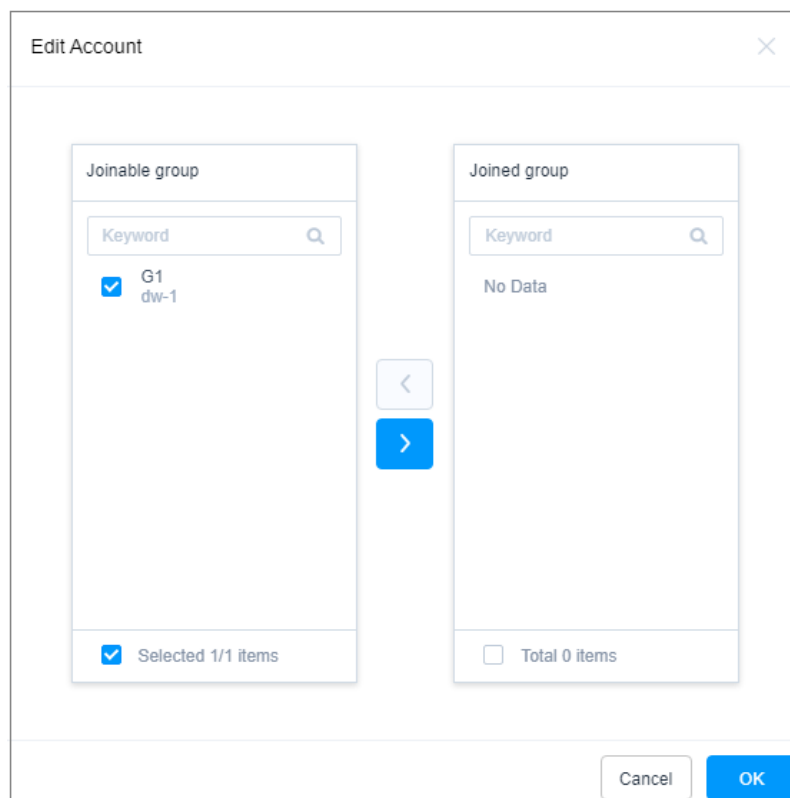 Edit Account
Joinable group
Keyword
G1
dw-1
Selected 1/1 items
Joined group
Keyword
No Data
Total 0 items
Cancel
OK